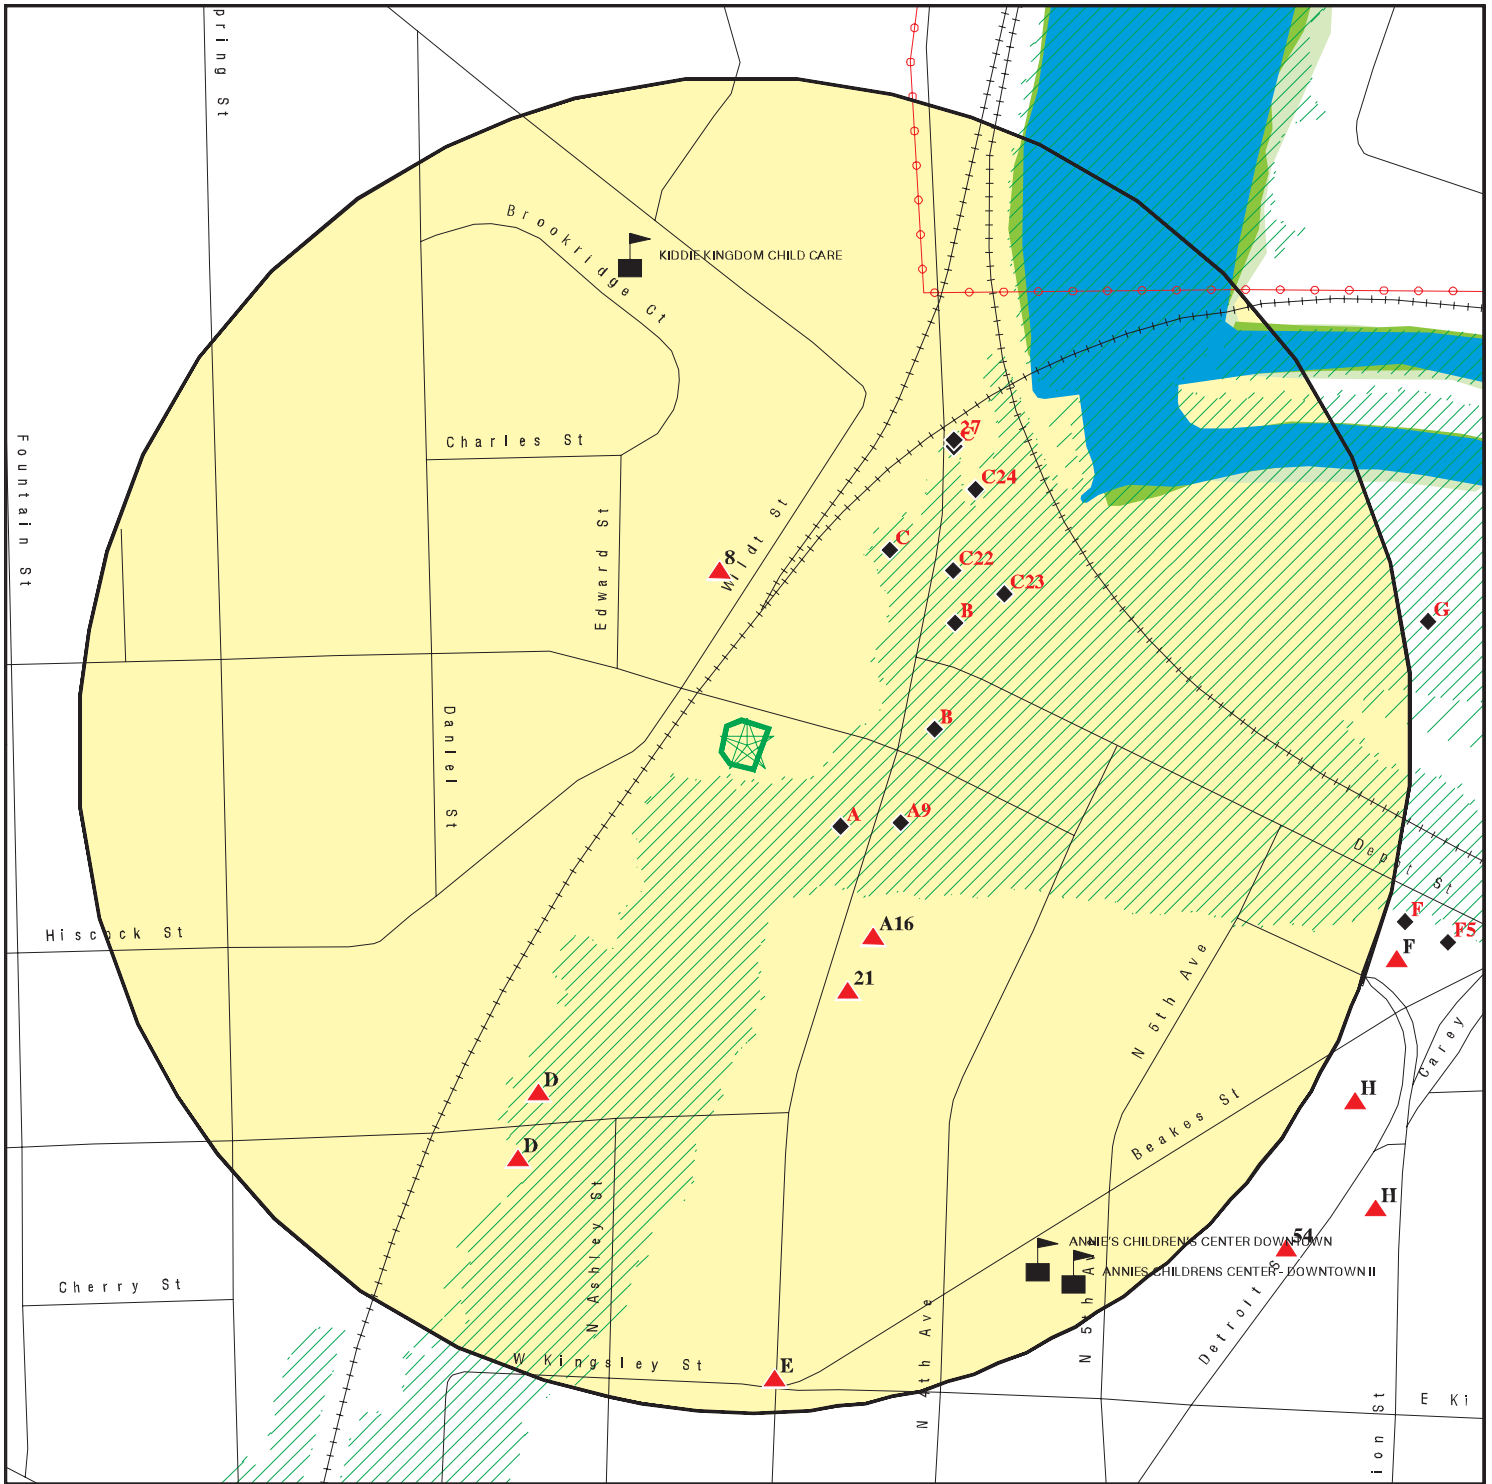 pring St
Brookridge Ct
KIDDIE KINGDOM CHILD CARE
Fountain St
Charles St
27
C
C24
Edward St
Wildt St
8
C
C22
C23
B
G
Daniel St
B
A
A9
Depot St
Hiscock St
A16
F
F5
F
21
N 5th Ave
Carey
D
H
Beakes St
D
N Ashley St
H
ANNIE'S CHILDREN'S CENTER DOWNTOWN
54
ANNIES CHILDRENS CENTER - DOWNTOWN II
Cherry St
N 5th Ave
N 4th Ave
Detroit S
W Kingsley St
E
E Ki
ion St